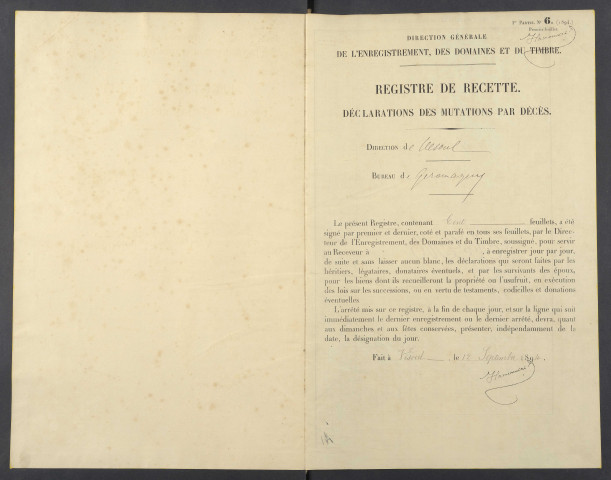 Nº 6.
DIRECTION GÉNÉRALE
DE L'ENREGISTREMENT, DES DOMAINES ET DU TIMBRE.
REGISTRE DE RECETTE.
DÉCLARATIONS DES MUTATIONS PAR DÉCÈS.
DIRECTION de Vesoul
BUREAU de Giromagny
Le présent Registre, contenant Cent feuillets, a été
signé par premier et dernier, coté et parafé en tous ses feuillets, par le Direc-
teur de l'Enregistrement, des Domaines et du Timbre, soussigné, pour servir
au Receveur à , à enregistrer jour par jour,
de suite et sans laisser aucun blanc, les déclarations qui seront faites par les
héritiers, légataires, donataires éventuels, et par les survivants des époux,
pour les biens dont ils recueilleront la propriété ou l'usufruit, en exécution
des lois sur les successions, ou en vertu de testaments, codicilles et donations
éventuelles.
L'arrêté mis sur ce registre, à la fin de chaque jour, et sur la ligne qui suit
immédiatement le dernier enregistrement ou le dernier arrêté, devra, quant
aux dimanches et aux fêtes conservées, présenter, indépendamment de la
date, la désignation du jour.
Fait à Vesoul, le Septembre